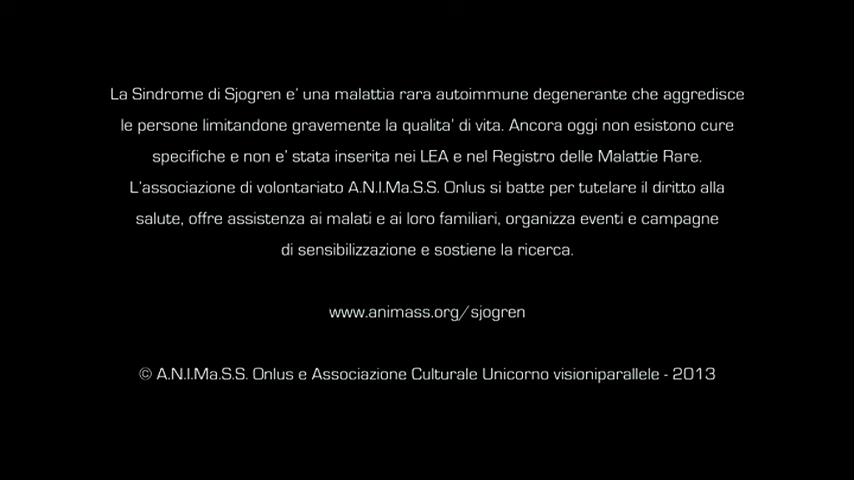 La Sindrome di Sjogren e' una malattia rara autoimmune degenerante che aggredisce
le persone limitandone gravemente la qualita' di vita. Ancora oggi non esistono cure
specifiche e non e' stata inserita nei LEA e nel Registro delle Malattie Rare.
L'associazione di volontariato A.N.I.Ma.S.S. Onlus si batte per tutelare il diritto alla
salute, offre assistenza ai malati e ai loro familiari, organizza eventi e campagne
di sensibilizzazione e sostiene la ricerca.
www.animass.org/sjogren
© A.N.I.Ma.S.S. Onlus e Associazione Culturale Unicorno visioniparallele - 2013